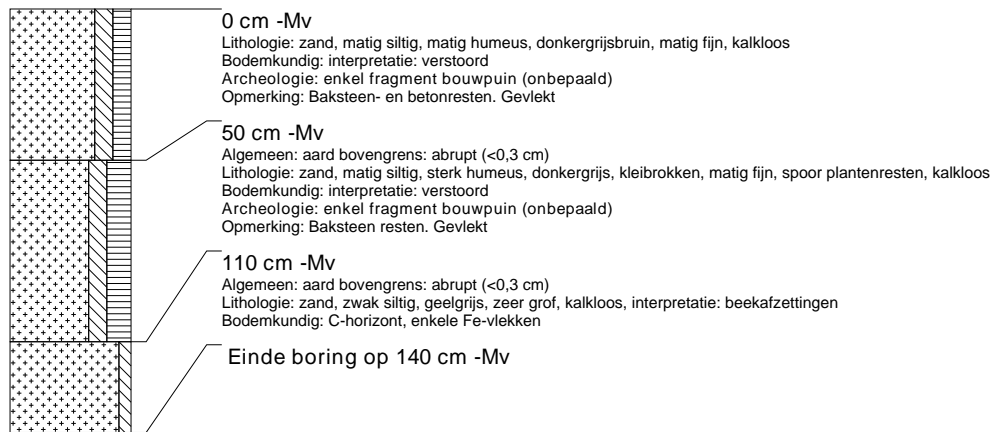 0 cm -Mv
Lithologie: zand, matig siltig, matig humeus, donkergrijsbruin, matig fijn, kalkloos
Bodemkundig: interpretatie: verstoord
Archeologie: enkel fragment bouwpuin (onbepaald)
Opmerking: Baksteen- en betonresten. Gevlekt
50 cm -Mv
Algemeen: aard bovengrens: abrupt (<0,3 cm)
Lithologie: zand, matig siltig, sterk humeus, donkergrijs, kleibrokken, matig fijn, spoor plantenresten, kalkloos
Bodemkundig: interpretatie: verstoord
Archeologie: enkel fragment bouwpuin (onbepaald)
Opmerking: Baksteen resten. Gevlekt
110 cm -Mv
Algemeen: aard bovengrens: abrupt (<0,3 cm)
Lithologie: zand, zwak siltig, geelgrijs, zeer grof, kalkloos, interpretatie: beekafzettingen
Bodemkundig: C-horizont, enkele Fe-vlekken
Einde boring op 140 cm -Mv